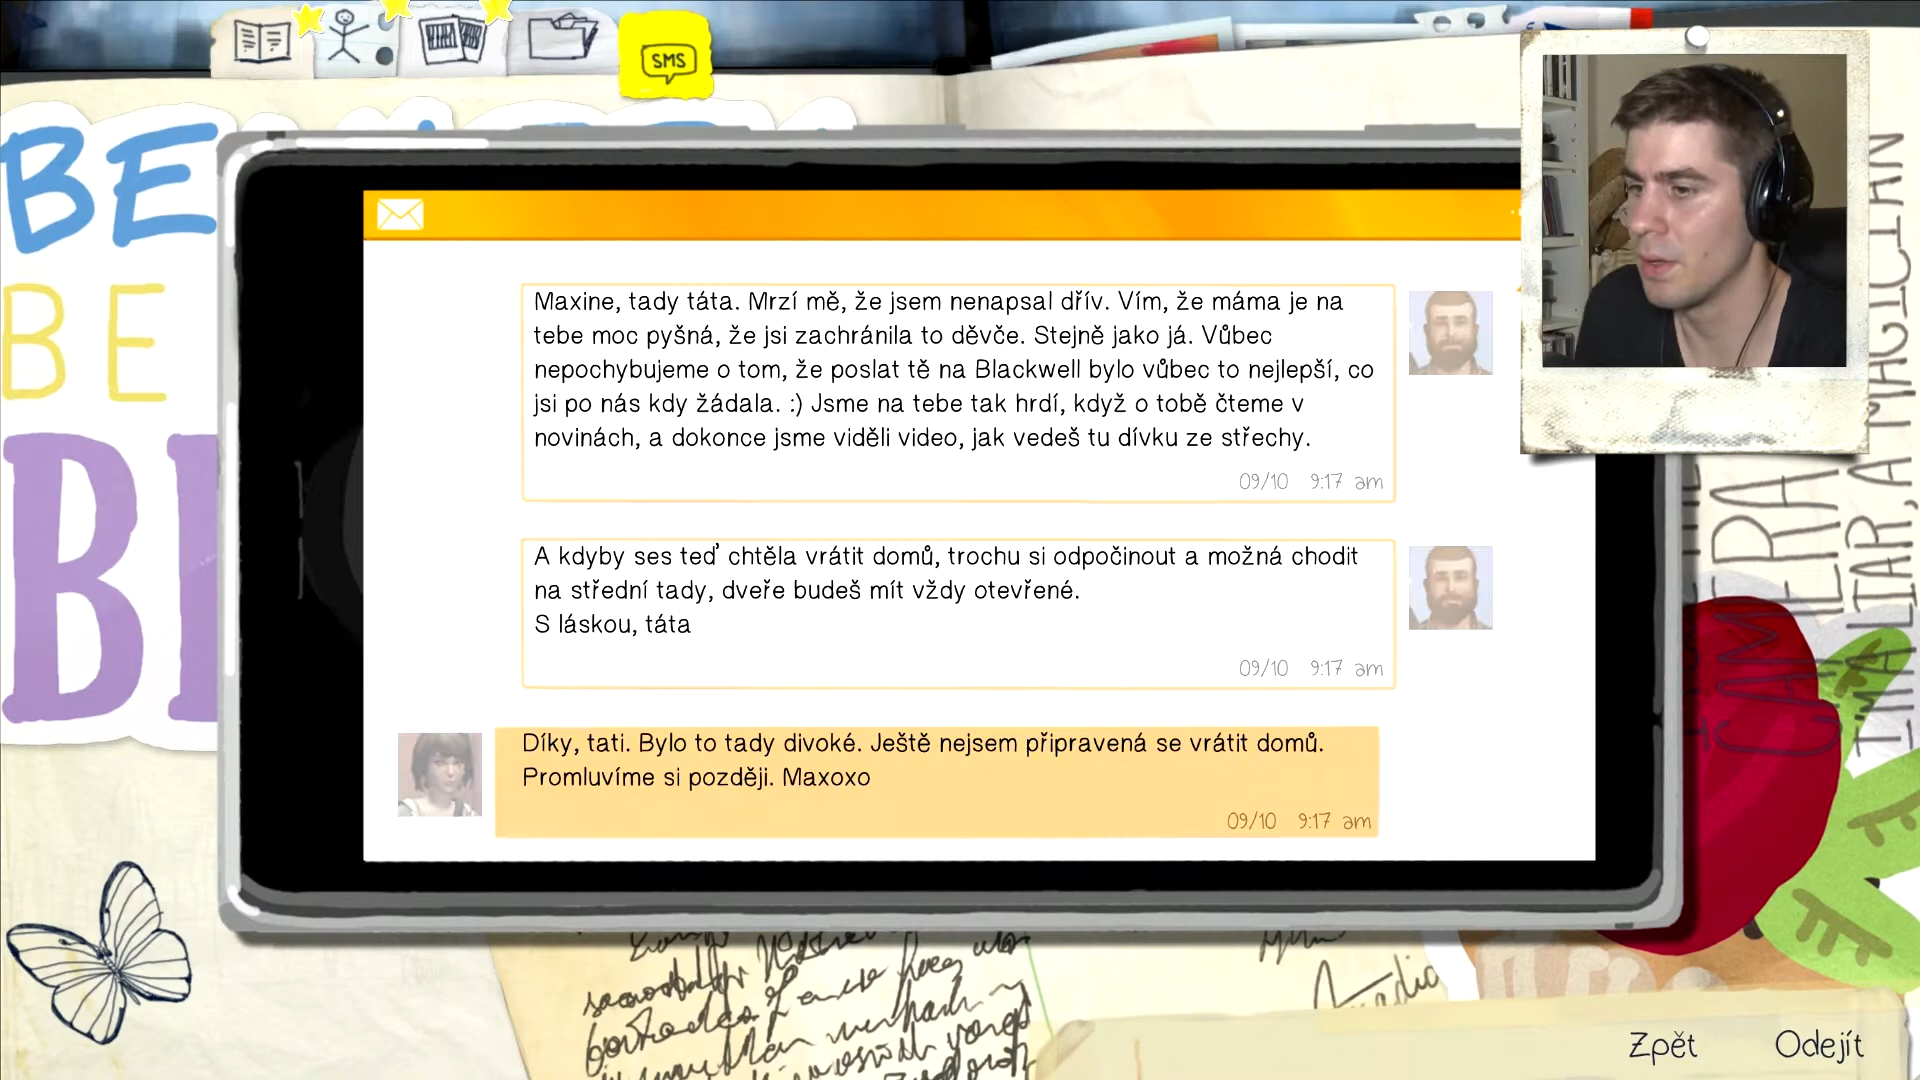 SMS
BE
BE
Maxine, tady táta. Mrzí mě, že jsem nenapsal dřív. Vím, že máma je na
tebe moc pyšná, že jsi zachránila to děvče. Stejně jako já. Vůbec
nepochybujeme o tom, že poslat tě na Blackwell bylo vůbec to nejlepší, co
jsi po nás kdy žádala. :) Jsme na tebe tak hrdí, když o tobě čteme v
novinách, a dokonce jsme viděli video, jak vedeš tu dívku ze střechy.
09/10 9:17 am
A kdyby ses teď chtěla vrátit domů, trochu si odpočinout a možná chodit
na střední tady, dveře budeš mít vždy otevřené.
S láskou, táta
09/10 9:17 am
Díky, tati. Bylo to tady divoké. Ještě nejsem připravená se vrátit domů.
Promluvíme si později. Maxoxo
09/10 9:17 am
CAMERA
I'M A LIAR, A MAGICIAN
Zpět
Odejít